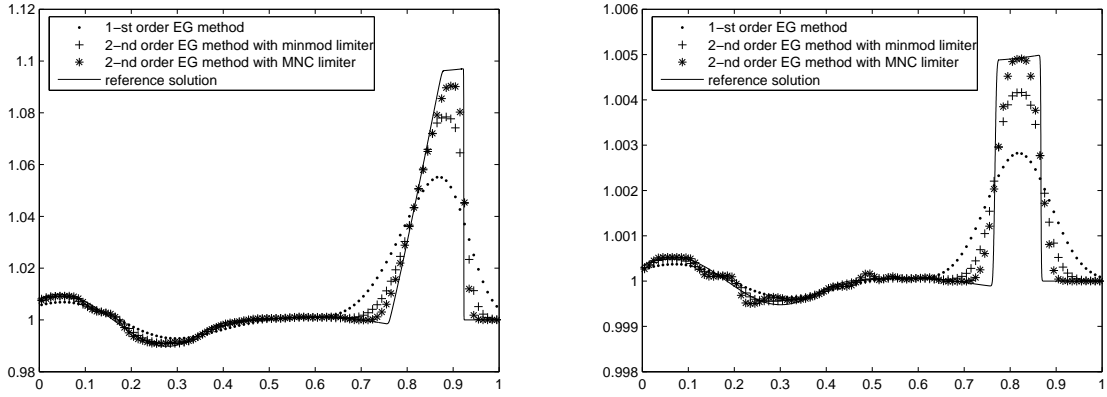 1.12
1.1
1.08
1.06
1.04
1.02
1
0.98
0 0.1 0.2 0.3 0.4 0.5 0.6 0.7 0.8 0.9 1
1−st order EG method
2−nd order EG method with minmod limiter
2−nd order EG method with MNC limiter
reference solution
1.006
1.005
1.004
1.003
1.002
1.001
1
0.999
0.998
0 0.1 0.2 0.3 0.4 0.5 0.6 0.7 0.8 0.9 1
1−st order EG method
2−nd order EG method with minmod limiter
2−nd order EG method with MNC limiter
reference solution